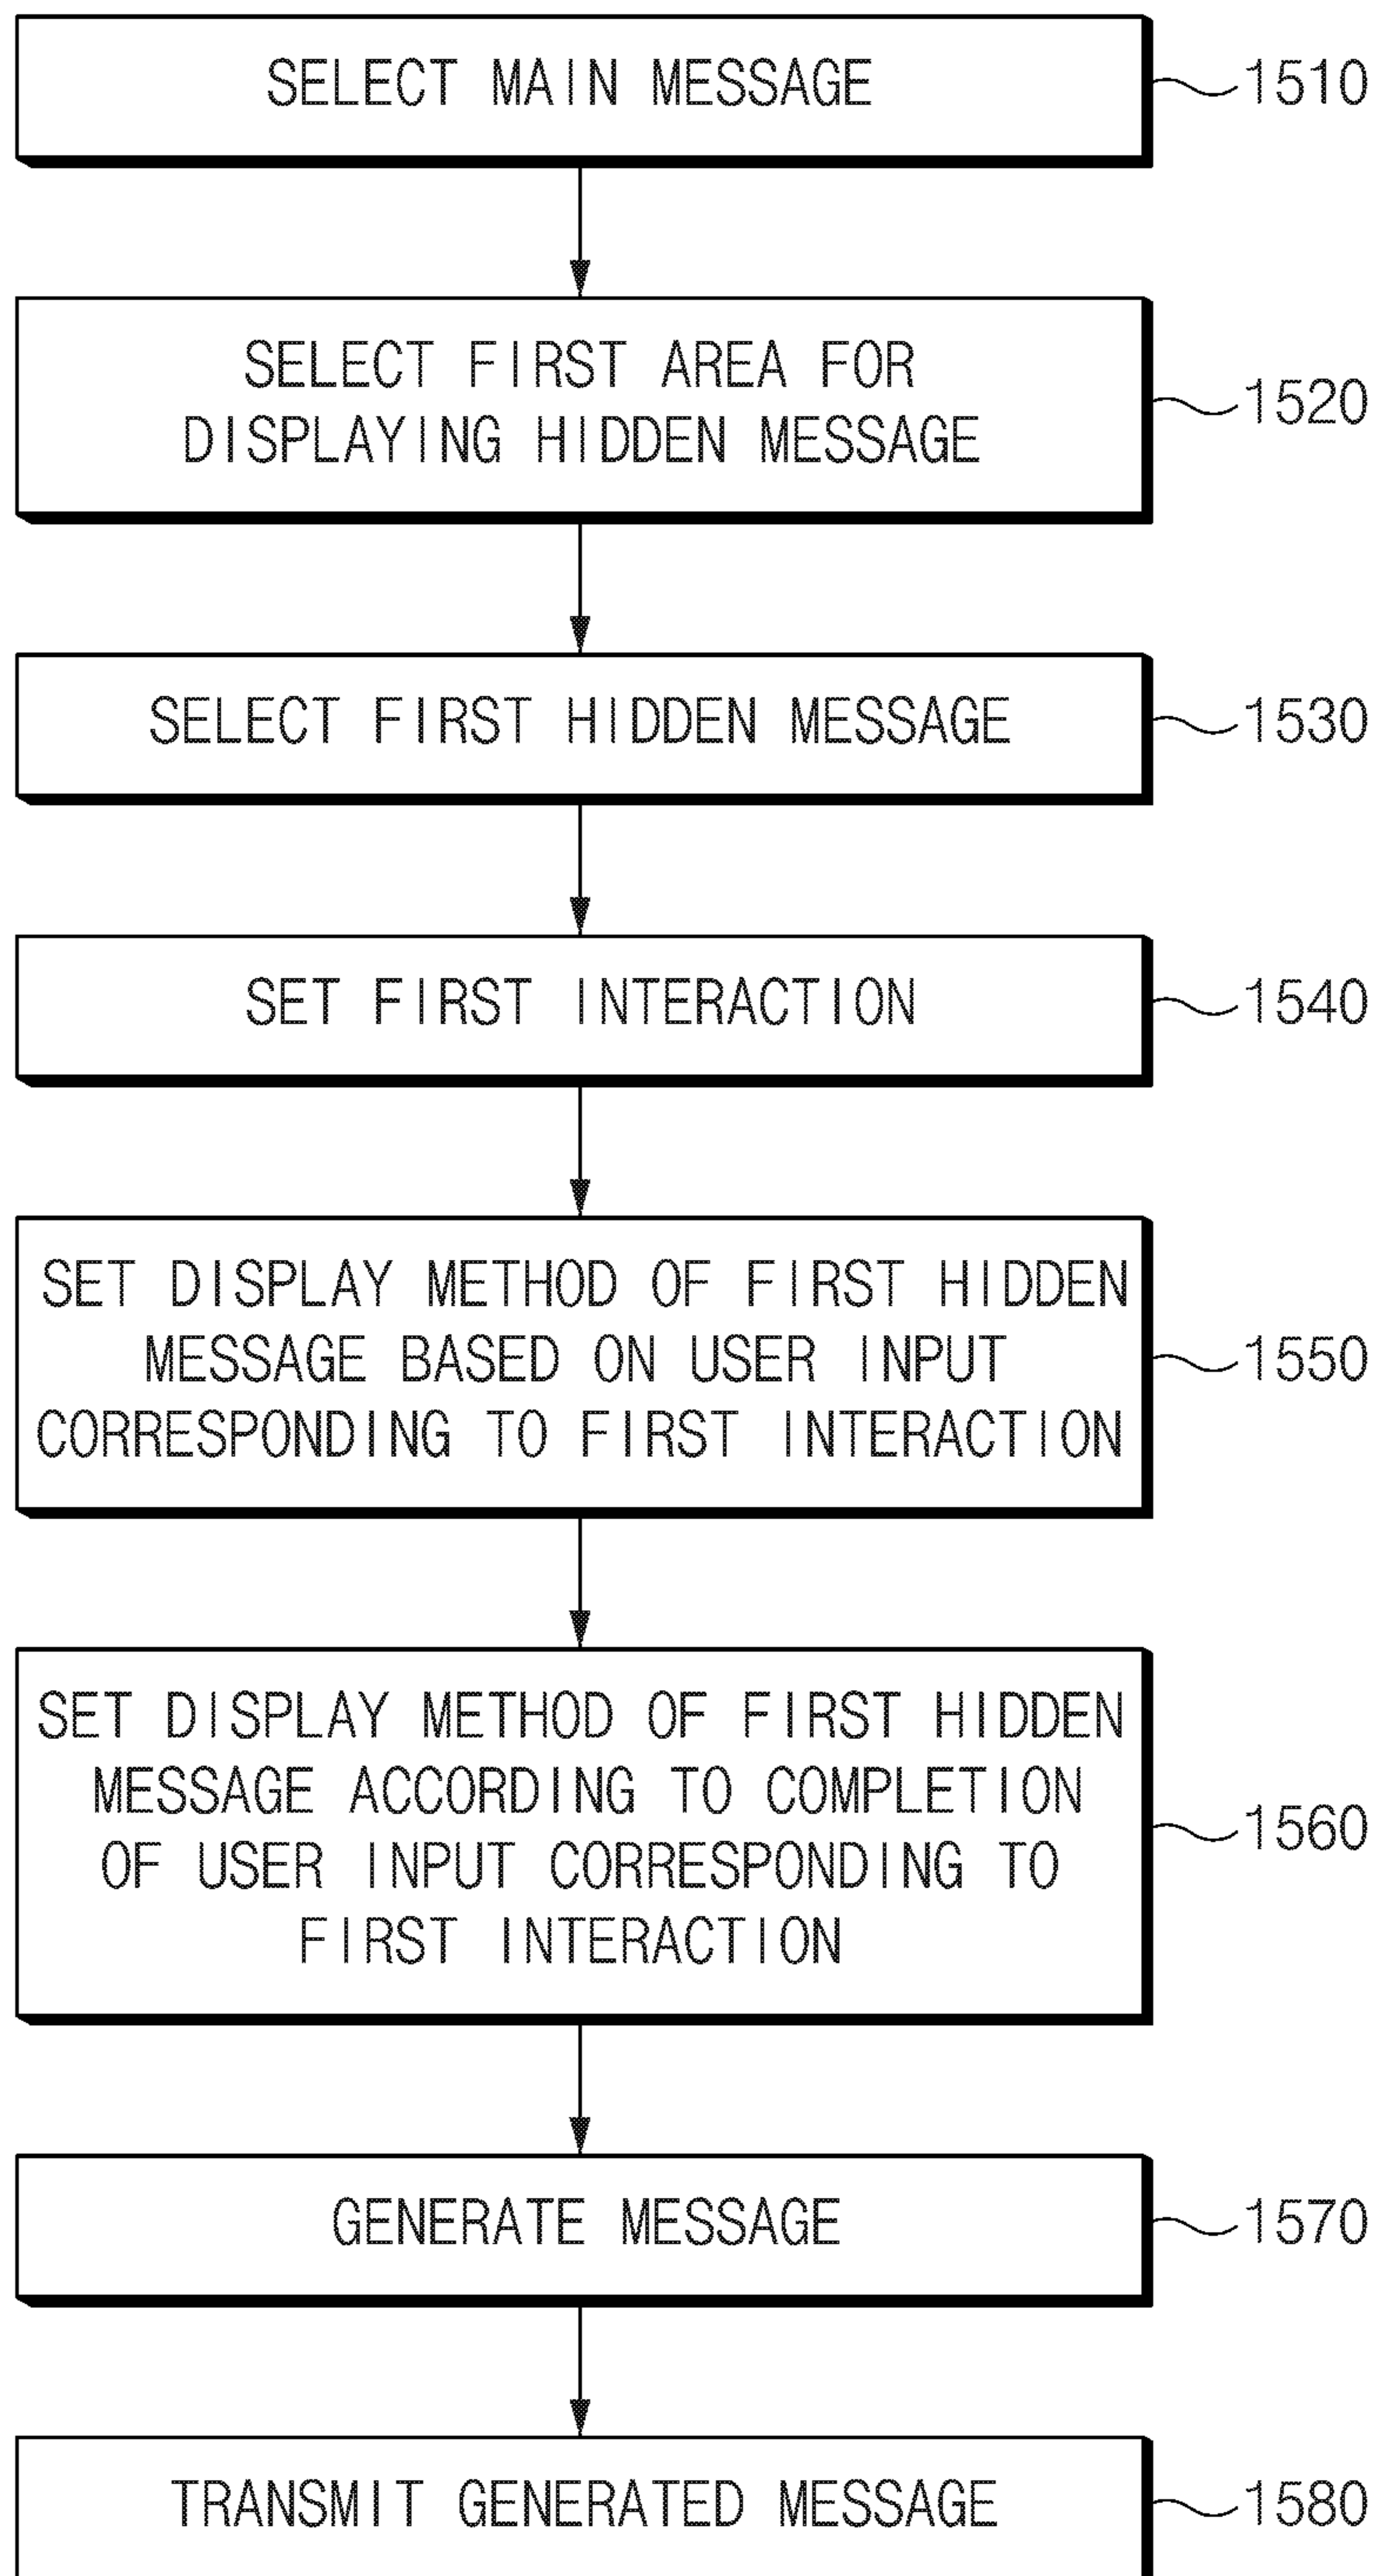 SELECT MAIN MESSAGE
1510
SELECT FIRST AREA FOR
DISPLAYING HIDDEN MESSAGE
1520
SELECT FIRST HIDDEN MESSAGE
1530
SET FIRST INTERACTION
1540
SET DISPLAY METHOD OF FIRST HIDDEN
MESSAGE BASED ON USER INPUT
CORRESPONDING TO FIRST INTERACTION
1550
SET DISPLAY METHOD OF FIRST HIDDEN
MESSAGE ACCORDING TO COMPLETION
OF USER INPUT CORRESPONDING TO
FIRST INTERACTION
1560
GENERATE MESSAGE
1570
TRANSMIT GENERATED MESSAGE
1580